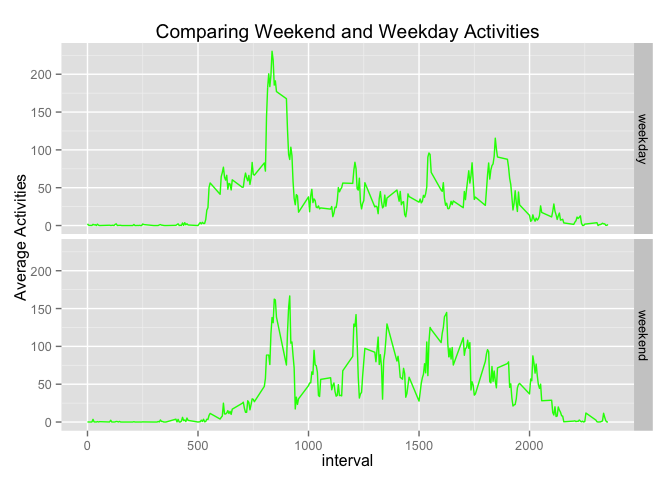 Comparing Weekend and Weekday Activities
Average Activities
200
150
100
50
0
weekday
200
150
100
50
0
weekend
0 500 1000 1500 2000
interval